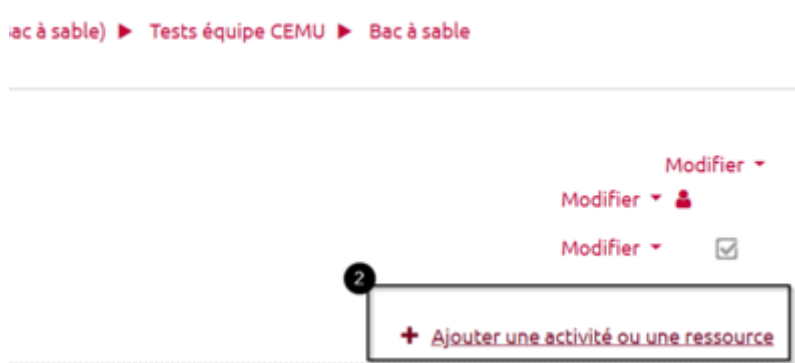 ac à sable) ▶ Tests équipe CEMU ▶ Bac à sable
Modifier
Modifier
Modifier
2
+ Ajouter une activité ou une ressource